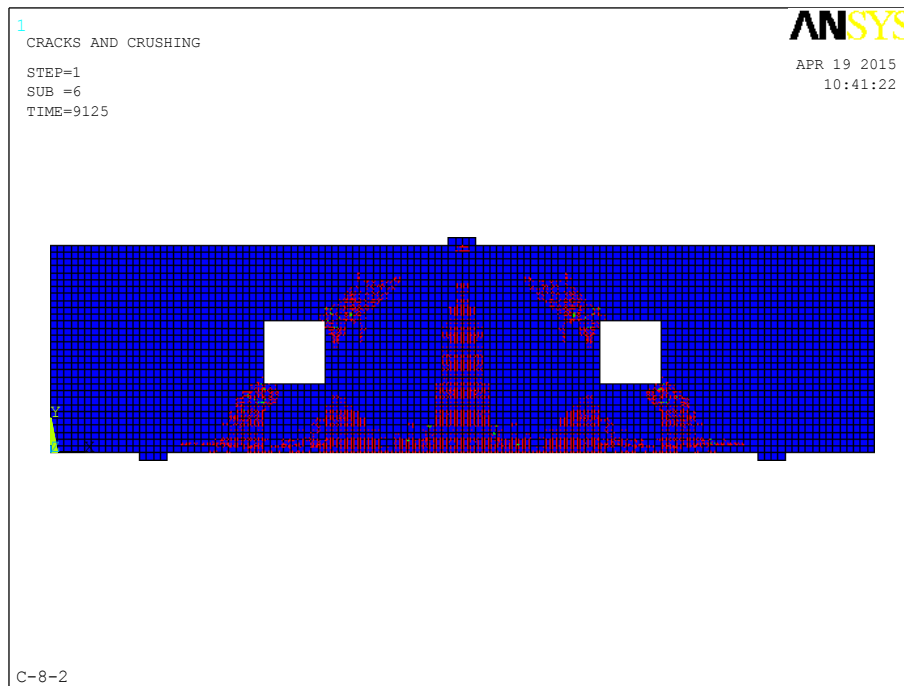 1
CRACKS AND CRUSHING
STEP=1
SUB =6
TIME=9125
ANSYS
APR 19 2015
10:41:22
Y
Z X
C-8-2